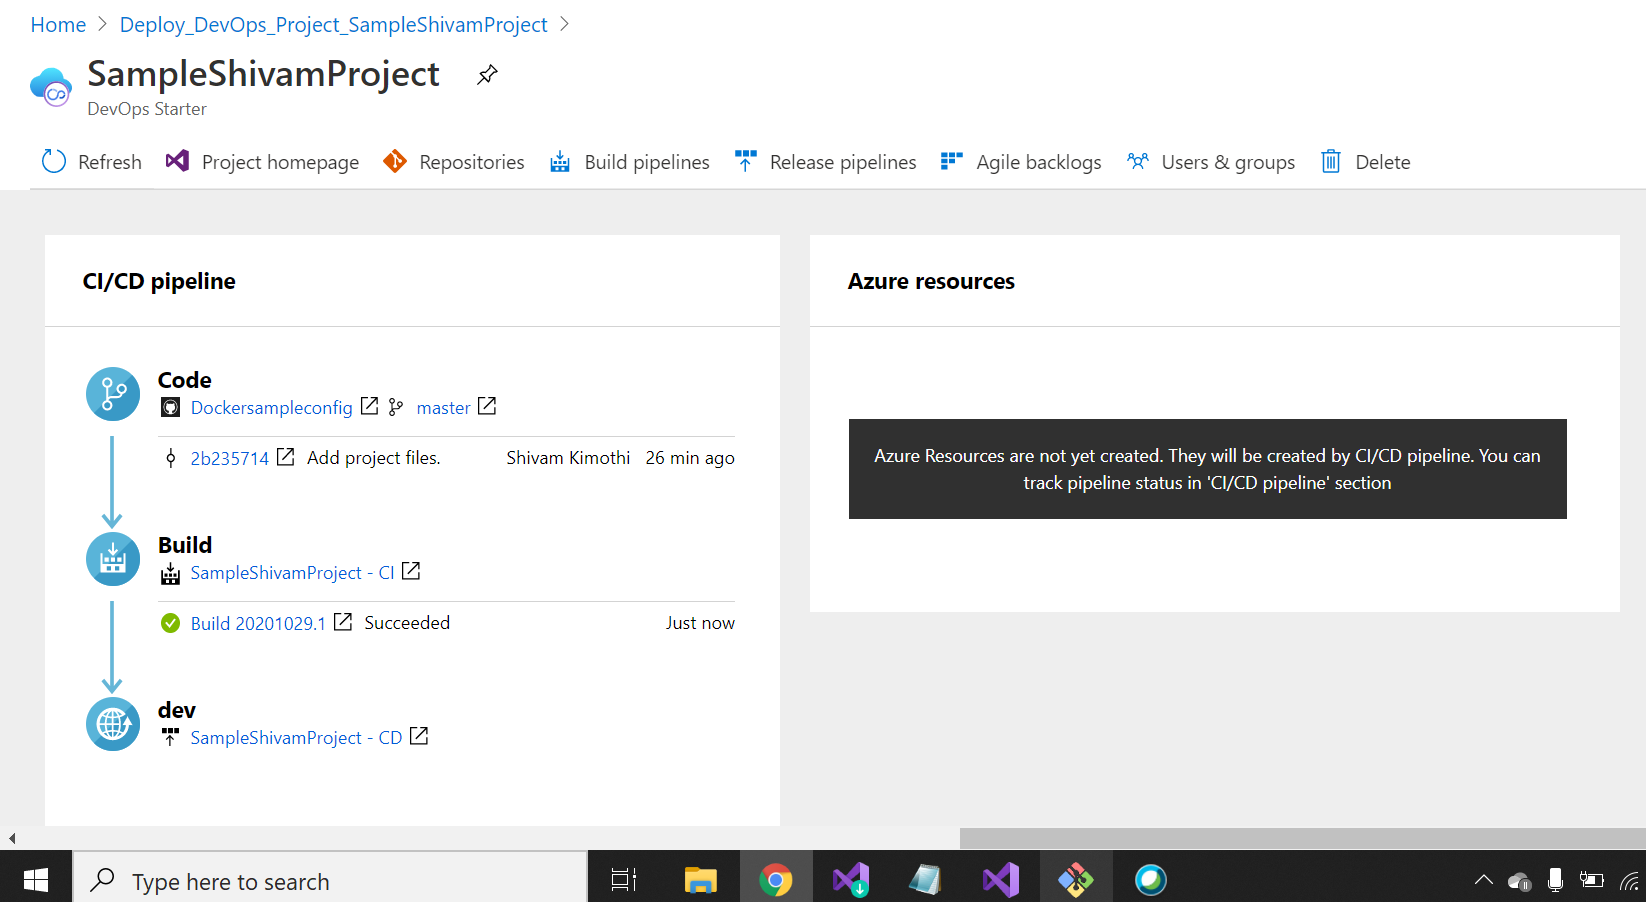 Home > Deploy_DevOps_Project_SampleShivamProject >
SampleShivamProject
DevOps Starter
Refresh Project homepage Repositories Build pipelines Release pipelines Agile backlogs Users & groups Delete
CI/CD pipeline
Code
Dockersampleconfig master
2b235714 Add project files. Shivam Kimothi 26 min ago
Build
SampleShivamProject - CI
Build 20201029.1 Succeeded Just now
dev
SampleShivamProject - CD
Azure resources
Azure Resources are not yet created. They will be created by CI/CD pipeline. You can
track pipeline status in 'CI/CD pipeline' section
Type here to search